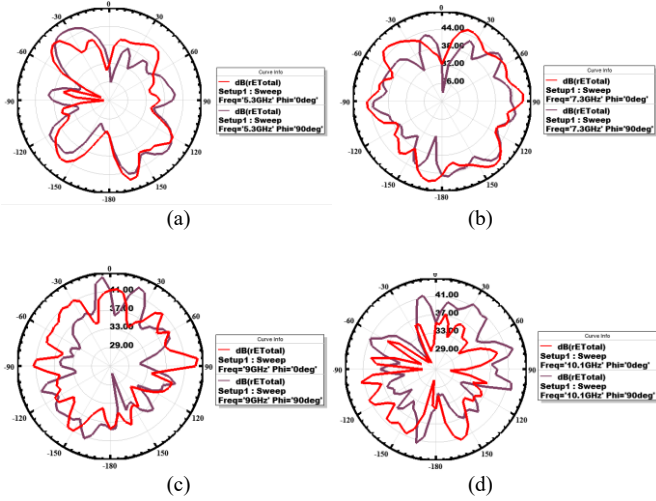 0
-30
30
-60
60
-90
90
-120
120
-150
150
-180
Curve Info
dB(rETotal)
Setup1 : Sweep
Freq='5.3GHz' Phi='0deg'
dB(rETotal)
Setup1 : Sweep
Freq='5.3GHz' Phi='90deg'
(a)
0
-30
30
44.00
-60
60
-90
90
6.00
-120
120
-150
150
-180
Curve Info
dB(rETotal)
Setup1 : Sweep
Freq='7.3GHz' Phi='0deg'
dB(rETotal)
Setup1 : Sweep
Freq='7.3GHz' Phi='90deg'
(b)
0
-30
30
41.00
-60
60
37.00
33.00
29.00
-90
90
-120
120
-150
150
-180
Curve Info
dB(rETotal)
Setup1 : Sweep
Freq='9GHz' Phi='0deg'
dB(rETotal)
Setup1 : Sweep
Freq='9GHz' Phi='90deg'
(c)
-30
30
41.00
-60
60
37.00
33.00
29.00
-90
90
-120
120
-150
150
-180
Curve Info
dB(rETotal)
Setup1 : Sweep
Freq='10.1GHz' Phi='0deg'
dB(rETotal)
Setup1 : Sweep
Freq='10.1GHz' Phi='90deg'
(d)